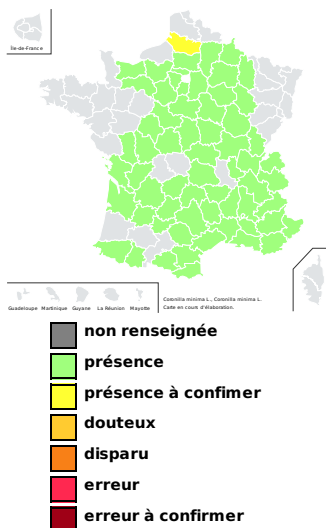 Île-de-France
Guadeloupe Martinique Guyane La Réunion Mayotte
Coronilla minima L., Coronilla minima L.
Carte en cours d'élaboration.
non renseignée
présence
présence à confimer
douteux
disparu
erreur
erreur à confirmer